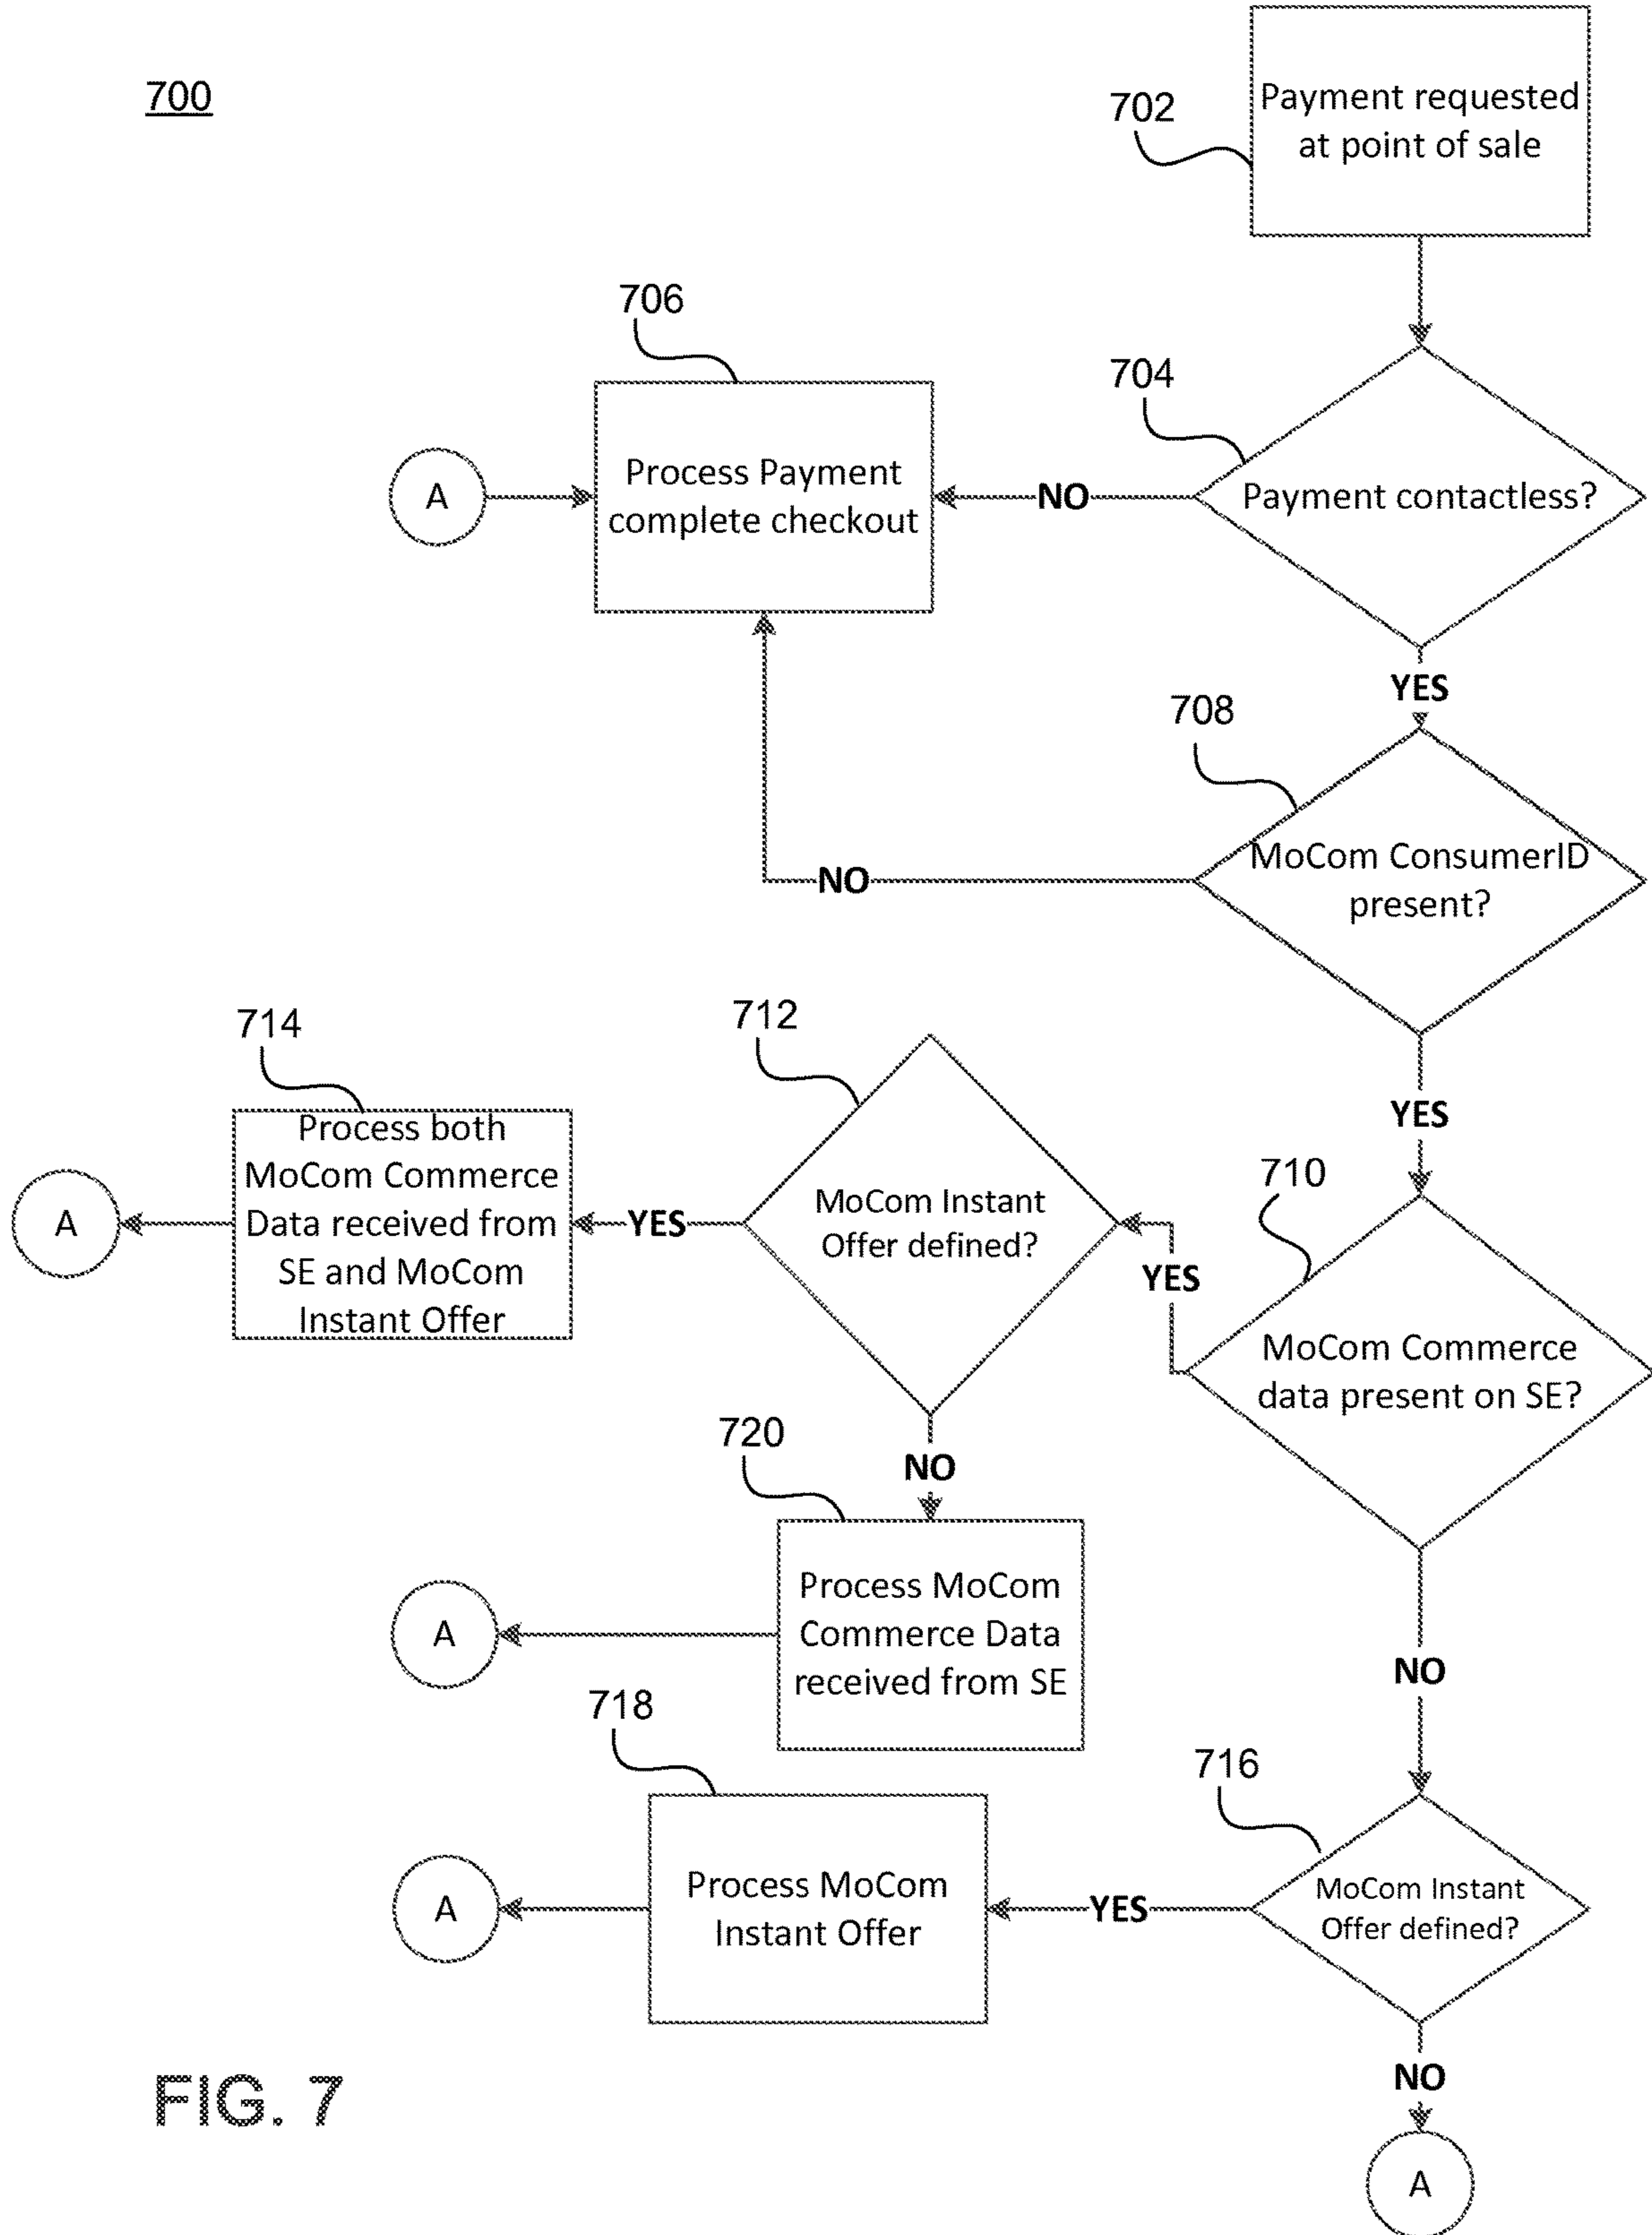 700
702
Payment requested
at point of sale
706
704
A
Process Payment
complete checkout
NO
Payment contactless?
YES
708
MoCom ConsumerID
present?
NO
YES
714
712
Process both
MoCom Commerce
Data received from
SE and MoCom
Instant Offer
A
YES
MoCom Instant
Offer defined?
YES
710
MoCom Commerce
data present on SE?
720
NO
Process MoCom
Commerce Data
received from SE
A
NO
718
716
Process MoCom
Instant Offer
A
YES
MoCom Instant
Offer defined?
NO
A
FIG. 7